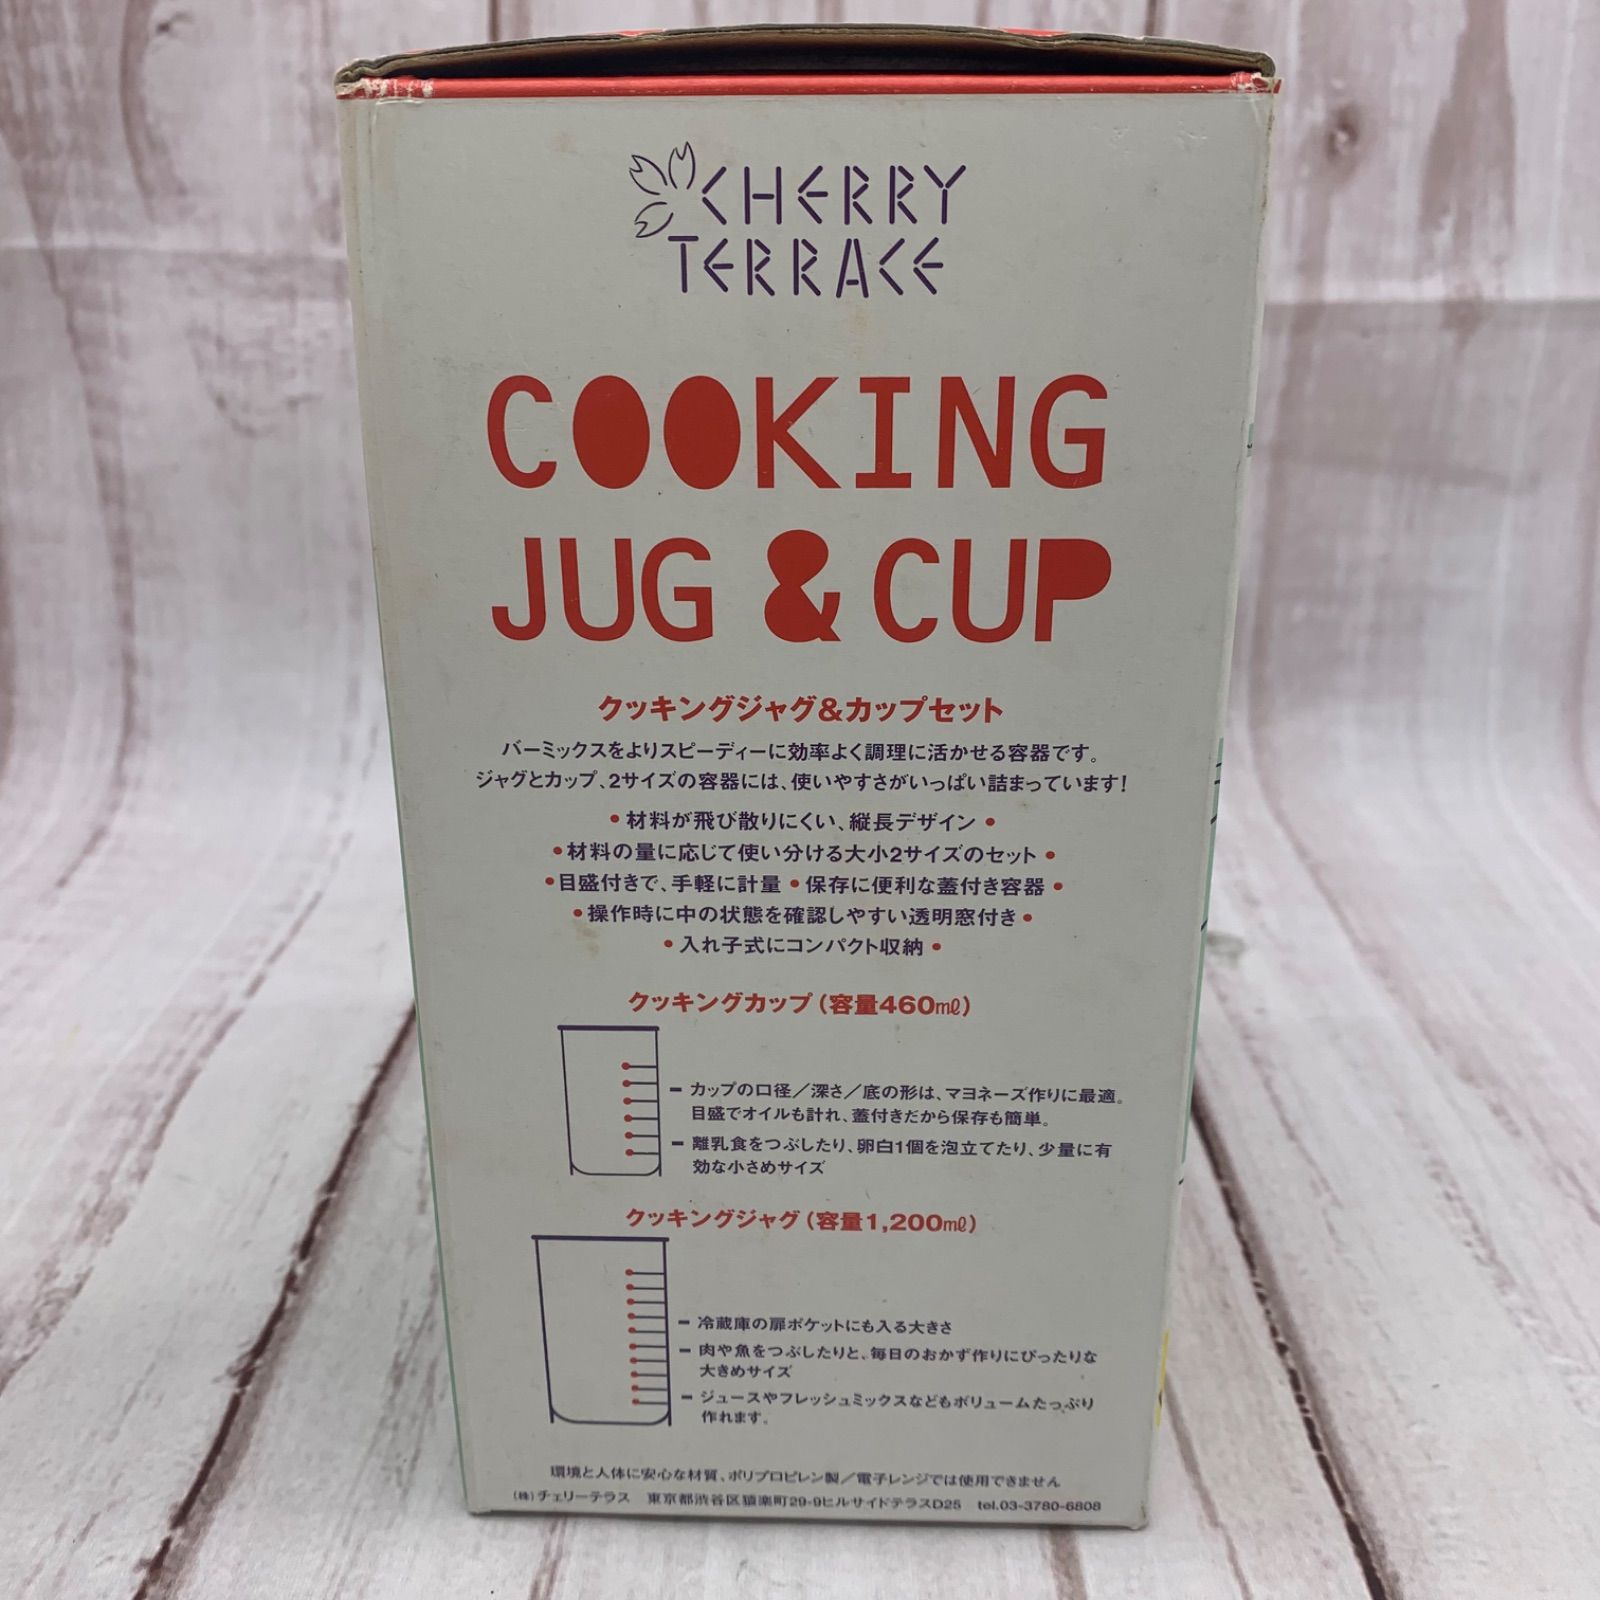 CHERRY
TERRACE
COOKING
JUG & CUP
クッキングジャグ&カップセット
バーミックスをよりスピーディーに効率よく調理に活かせる容器です。
ジャグとカップ、2サイズの容器には、使いやすさがいっぱい詰まっています!
• 材料が飛び散りにくい、縦長デザイン •
• 材料の量に応じて使い分ける大小2サイズのセット •
• 目盛付きで、手軽に計量 • 保存に便利な蓋付き容器 •
• 操作時に中の状態を確認しやすい透明窓付き •
• 入れ子式にコンパクト収納 •
クッキングカップ(容量460㎖)
– カップの口径/深さ/底の形は、マヨネーズ作りに最適。
目盛でオイルも計れ、蓋付きだから保存も簡単。
– 離乳食をつぶしたり、卵白1個を泡立てたり、少量に有
効な小さめサイズ
クッキングジャグ(容量1,200㎖)
– 冷蔵庫の扉ポケットにも入る大きさ
– 肉や魚をつぶしたりと、毎日のおかず作りにぴったりな
大きめサイズ
– ジュースやフレッシュミックスなどもボリュームたっぷり
作れます。
環境と人体に安心な材質、ポリプロピレン製/電子レンジでは使用できません
(株)チェリーテラス 東京都渋谷区猿楽町29-9ヒルサイドテラスD25 tel.03-3780-6808